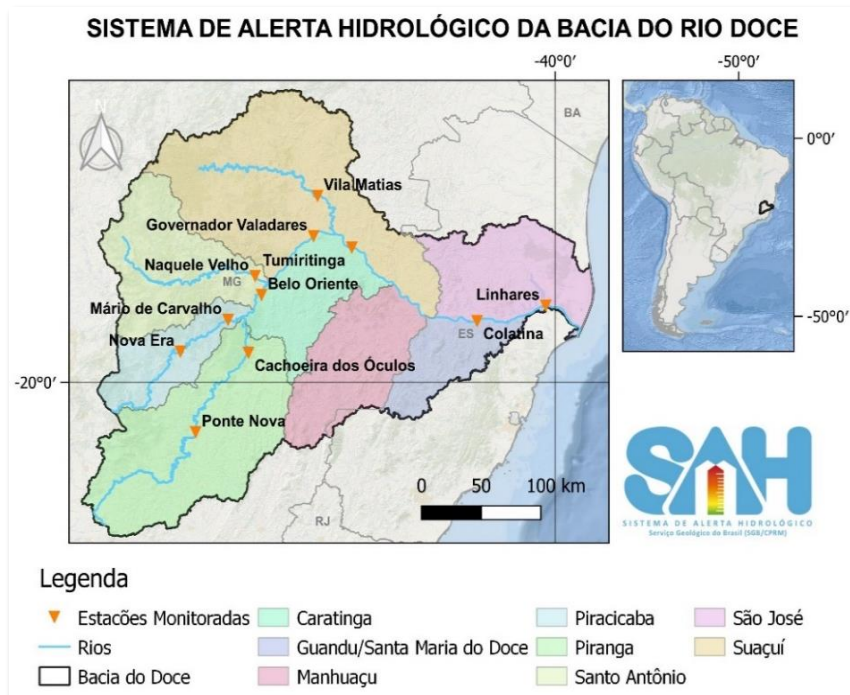 SISTEMA DE ALERTA HIDROLÓGICO DA BACIA DO RIO DOCE
-40°0'
-50°0'
N
BA
0°0'
Vila Matias
Governador Valadares
Tumiritinga
Naquele Velho
MG
Belo Oriente
Mário de Carvalho
Linhares
Nova Era
ES
Colatina
-50°0'
Cachoeira dos Óculos
-20°0'
Ponte Nova
0 50 100 km
RJ
SAH
SISTEMA DE ALERTA HIDROLÓGICO
Serviço Geológico do Brasil (SGB/CPRM)
Legenda
Estacões Monitoradas
Caratinga
Piracicaba
São José
Rios
Guandu/Santa Maria do Doce
Piranga
Suaçuí
Bacia do Doce
Manhuaçu
Santo Antônio